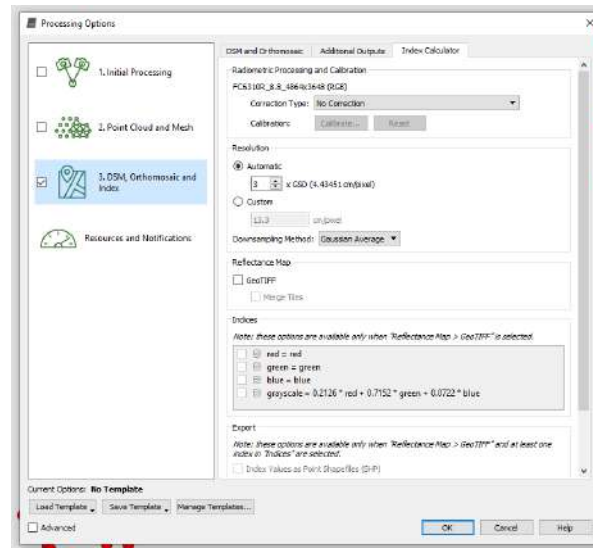 Processing Options
DSM and Orthomosaic
Additional Outputs
Index Calculator
1. Initial Processing
2. Point Cloud and Mesh
3. DSM, Orthomosaic and
Index
Resources and Notifications
Radiometric Processing and Calibration
FC6310R_8.8_4864x3648 (RGB)
Correction Type: No Correction
Calibration: Calibrate... Reset
Resolution
Automatic
3 x GSD (4.43451 cm/pixel)
Custom
13.3 cm/pixel
Downsampling Method: Gaussian Average
Reflectance Map
GeoTIFF
Merge Tiles
Indices
Note: these options are available only when "Reflectance Map > GeoTIFF" is selected.
red = red
green = green
blue = blue
grayscale = 0.2126 * red + 0.7152 * green + 0.0722 * blue
Export
Note: these options are available only when "Reflectance Map > GeoTIFF" and at least one
index in "Indices" are selected.
Index Values as Point Shapefiles (SHP)
Current Options: No Template
Load Template Save Template Manage Templates...
Advanced
OK Cancel Help